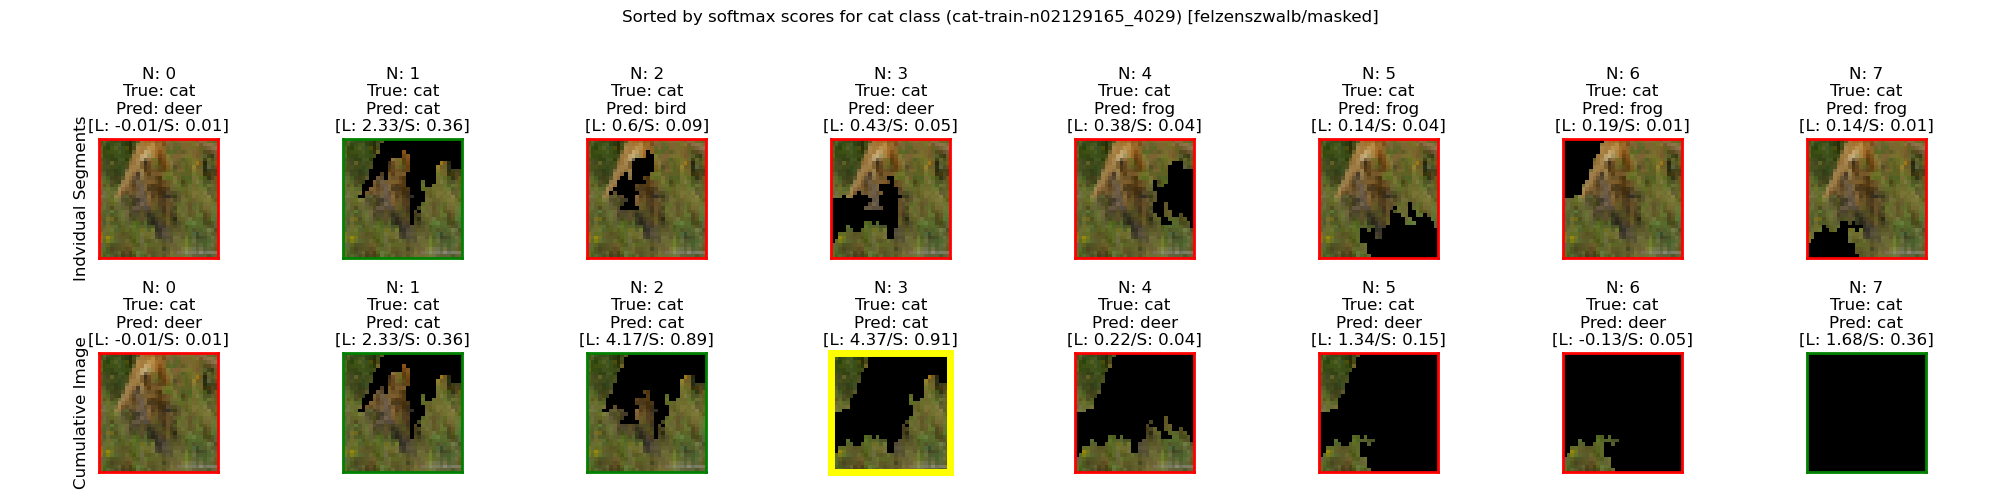 Sorted by softmax scores for cat class (cat-train-n02129165_4029) [felzenszwalb/masked]
Indvidual Segments
N: 0
True: cat
Pred: deer
[L: -0.01/S: 0.01]
N: 1
True: cat
Pred: cat
[L: 2.33/S: 0.36]
N: 2
True: cat
Pred: bird
[L: 0.6/S: 0.09]
N: 3
True: cat
Pred: deer
[L: 0.43/S: 0.05]
N: 4
True: cat
Pred: frog
[L: 0.38/S: 0.04]
N: 5
True: cat
Pred: frog
[L: 0.14/S: 0.04]
N: 6
True: cat
Pred: frog
[L: 0.19/S: 0.01]
N: 7
True: cat
Pred: frog
[L: 0.14/S: 0.01]
Cumulative Image
N: 0
True: cat
Pred: deer
[L: -0.01/S: 0.01]
N: 1
True: cat
Pred: cat
[L: 2.33/S: 0.36]
N: 2
True: cat
Pred: cat
[L: 4.17/S: 0.89]
N: 3
True: cat
Pred: cat
[L: 4.37/S: 0.91]
N: 4
True: cat
Pred: deer
[L: 0.22/S: 0.04]
N: 5
True: cat
Pred: deer
[L: 1.34/S: 0.15]
N: 6
True: cat
Pred: deer
[L: -0.13/S: 0.05]
N: 7
True: cat
Pred: cat
[L: 1.68/S: 0.36]